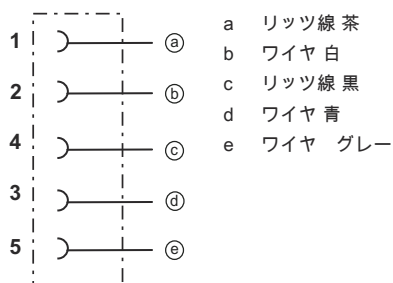 1 ⓐ
2 ⓑ
4 ⓒ
3 ⓓ
5 ⓔ
a リッツ線 茶
b ワイヤ 白
c リッツ線 黒
d ワイヤ 青
e ワイヤ　グレー